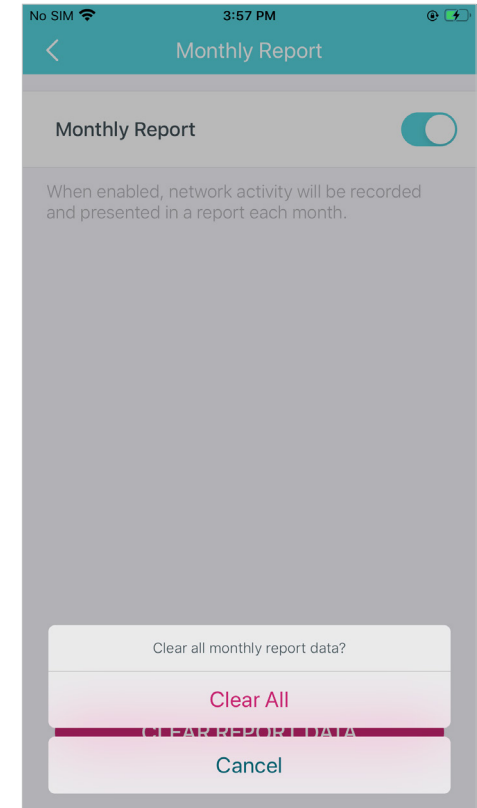 No SIM 3:57 PM
Monthly Report
Monthly Report
When enabled, network activity will be recorded
and presented in a report each month.
Clear all monthly report data?
Clear All
CLEAR REPORT DATA
Cancel